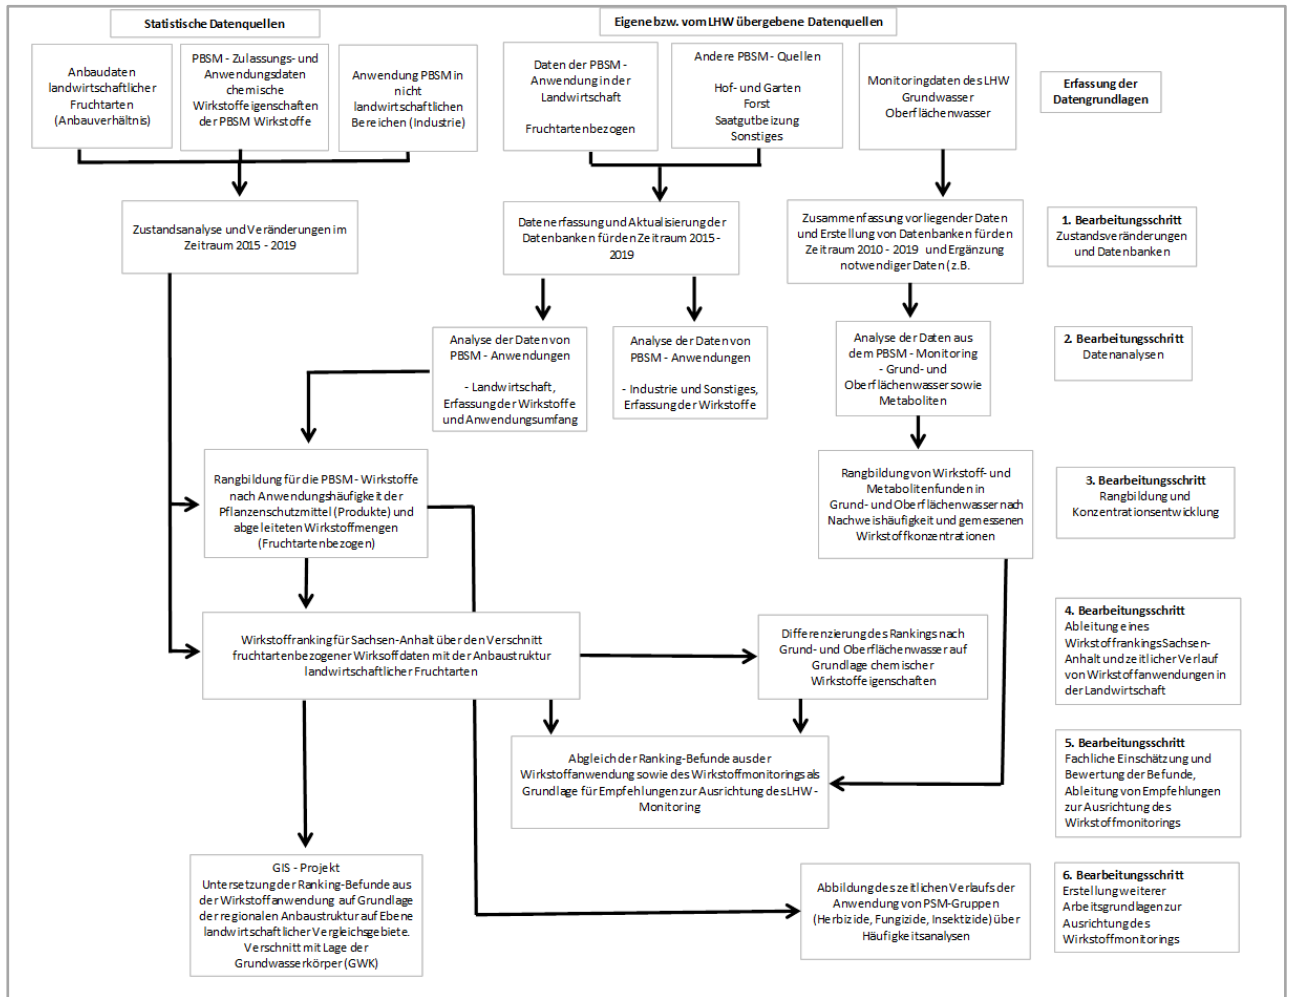 Statistische Datenquellen
Eigene bzw. vom LHW übergebene Datenquellen
Anbaudaten
landwirtschaftlicher
Fruchtarten
(Anbauverhältnis)
PBSM - Zulassungs- und
Anwendungsdaten
chemische
Wirkstoffeigenschaften
der PBSM Wirkstoffe
Anwendung PBSM in
nicht
landwirtschaftlichen
Bereichen (Industrie)
Daten der PBSM -
Anwendung in der
Landwirtschaft
Fruchtartenbezogen
Andere PBSM - Quellen
Hof- und Garten
Forst
Saatgutbeizung
Sonstiges
Monitoringdaten des LHW
Grundwasser
Oberflächenwasser
Erfassung der
Datengrundlagen
Zustandsanalyse und Veränderungen im
Zeitraum 2015 - 2019
Datenerfassung und Aktualisierung der
Datenbanken für den Zeitraum 2015 -
2019
Zusammenfassung vorliegender Daten
und Erstellung von Datenbanken für den
Zeitraum 2010 - 2019 und Ergänzung
notwendiger Daten (z.B.
1. Bearbeitungsschritt
Zustandsveränderungen
und Datenbanken
Analyse der Daten von
PBSM - Anwendungen
- Landwirtschaft,
Erfassung der Wirkstoffe
und Anwendungsumfang
Analyse der Daten von
PBSM - Anwendungen
- Industrie und Sonstiges,
Erfassung der Wirkstoffe
Analyse der Daten aus
dem PBSM - Monitoring
- Grund- und
Oberflächenwasser sowie
Metaboliten
2. Bearbeitungsschritt
Datenanalysen
Rangbildung für die PBSM - Wirkstoffe
nach Anwendungshäufigkeit der
Pflanzenschutzmittel (Produkte) und
abgeleiteten Wirkstoffmengen
(Fruchtartenbezogen)
Rangbildung von Wirkstoff- und
Metabolitenfunden in
Grund- und Oberflächenwasser nach
Nachweishäufigkeit und gemessenen
Wirkstoffkonzentrationen
3. Bearbeitungsschritt
Rangbildung und
Konzentrationsentwicklung
Wirkstoffranking für Sachsen-Anhalt über den Verschnitt
fruchtartenbezogener Wirksoffdaten mit der Anbaustruktur
landwirtschaftlicher Fruchtarten
Differenzierung des Rankings nach
Grund- und Oberflächenwasser auf
Grundlage chemischer
Wirkstoffeigenschaften
4. Bearbeitungsschritt
Ableitung eines
Wirkstoffrankings Sachsen-
Anhalt und zeitlicher Verlauf
von Wirkstoffanwendungen in
der Landwirtschaft
Abgleich der Ranking-Befunde aus der
Wirkstoffanwendung sowie des Wirkstoffmonitorings als
Grundlage für Empfehlungen zur Ausrichtung des LHW -
Monitoring
5. Bearbeitungsschritt
Fachliche Einschätzung und
Bewertung der Befunde,
Ableitung von Empfehlungen
zur Ausrichtung des
Wirkstoffmonitorings
GIS - Projekt
Untersetzung der Ranking-Befunde aus
der Wirkstoffanwendung auf Grundlage
der regionalen Anbaustruktur auf Ebene
landwirtschaftlicher Vergleichsgebiete.
Verschnitt mit Lage der
Grundwasserkörper (GWK)
Abbildung des zeitlichen Verlaufs der
Anwendung von PSM-Gruppen
(Herbizide, Fungizide, Insektizide) über
Häufigkeitsanalysen
6. Bearbeitungsschritt
Erstellung weiterer
Arbeitsgrundlagen zur
Ausrichtung des
Wirkstoffmonitorings